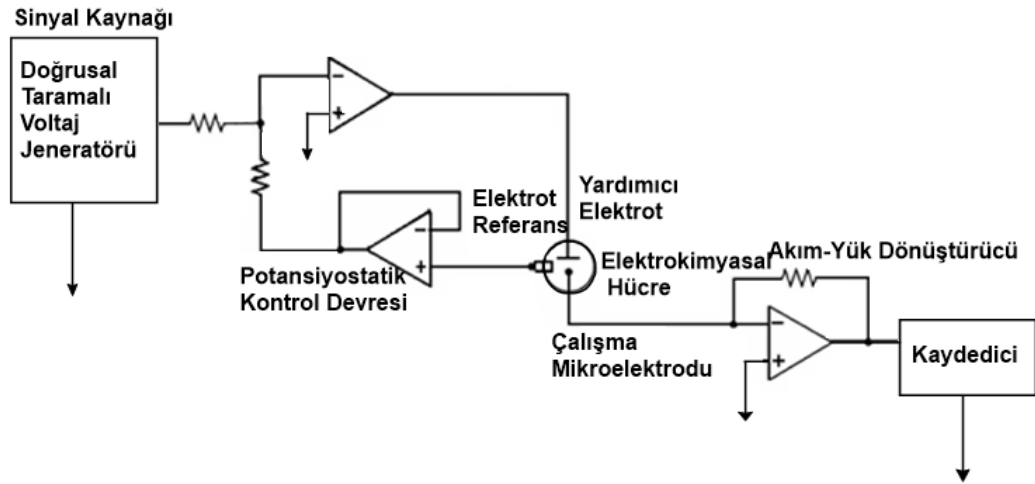 Sinyal Kaynağı
Doğrusal
Taramalı
Voltaj
Jeneratörü
Elektrot
Referans
Yardımıcı
Elektrot
Potansiyostatik
Kontrol Devresi
Elektrokimyasal
Hücre
Akım-Yük Dönüştürücü
Çalışma
Mikroelektrodu
Kaydedici